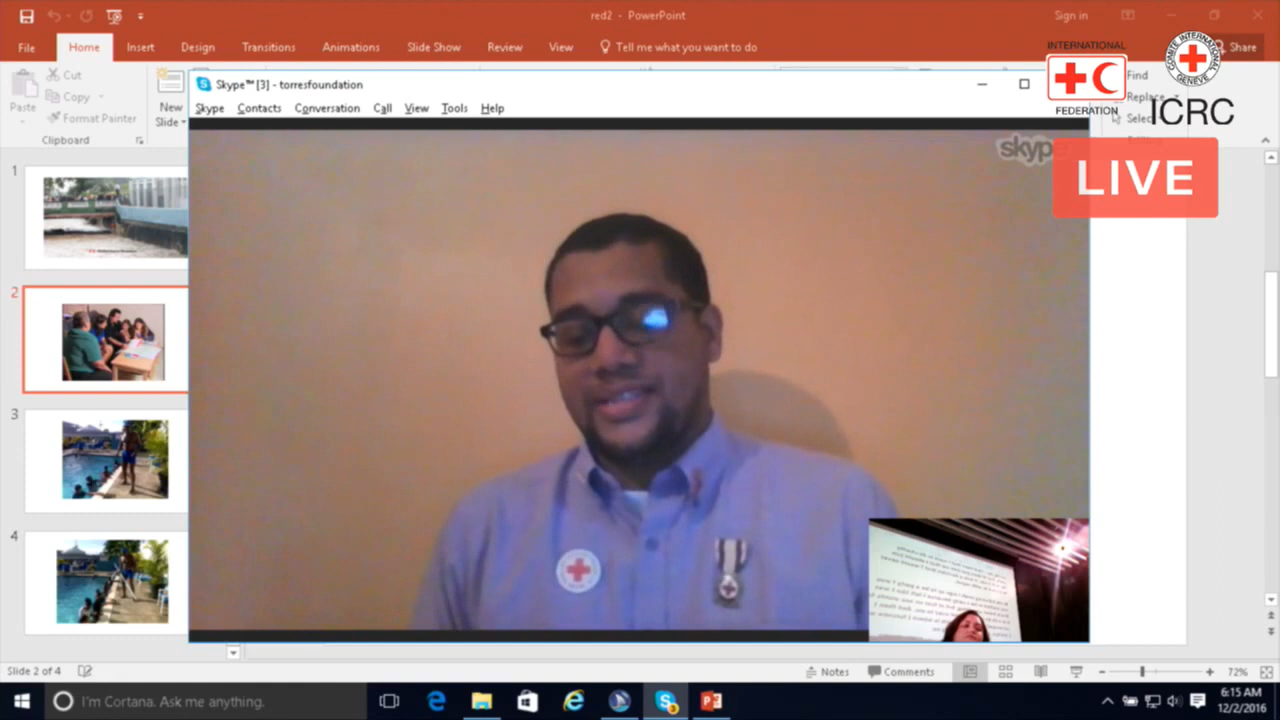 red2 - PowerPoint
Sign in
File Home Insert Design Transitions Animations Slide Show Review View Tell me what you want to do Share
Cut
Copy
Format Painter
Paste
New
Slide
Clipboard
Find
Replace
Skype™ [3] - torresfoundation
Skype Contacts Conversation Call View Tools Help
skype
INTERNATIONAL
FEDERATION
COMITE INTERNATIONAL
GENEVE
ICRC
LIVE
1
2
3
4
Slide 2 of 4
Notes
Comments
72%
I'm Cortana. Ask me anything.
6:15 AM
12/2/2016